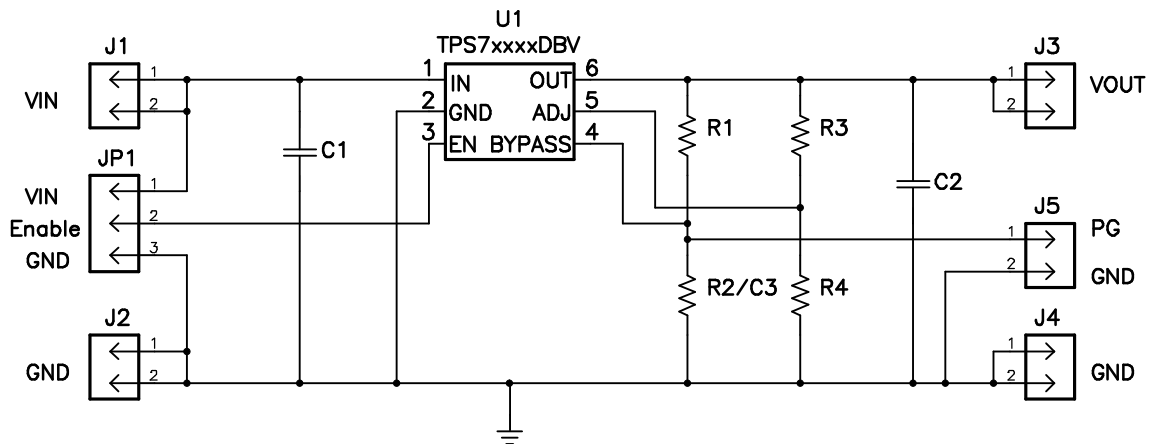 U1
TPS7xxxxDBV
J1
VIN
1
2
JP1
VIN
Enable
GND
1
2
3
J2
GND
1
2
C1
1 IN
2 GND
3 EN
OUT 6
ADJ 5
BYPASS 4
R1
R3
R2/C3
R4
C2
J3
1
2
VOUT
J5
1
2
PG
GND
J4
1
2
GND